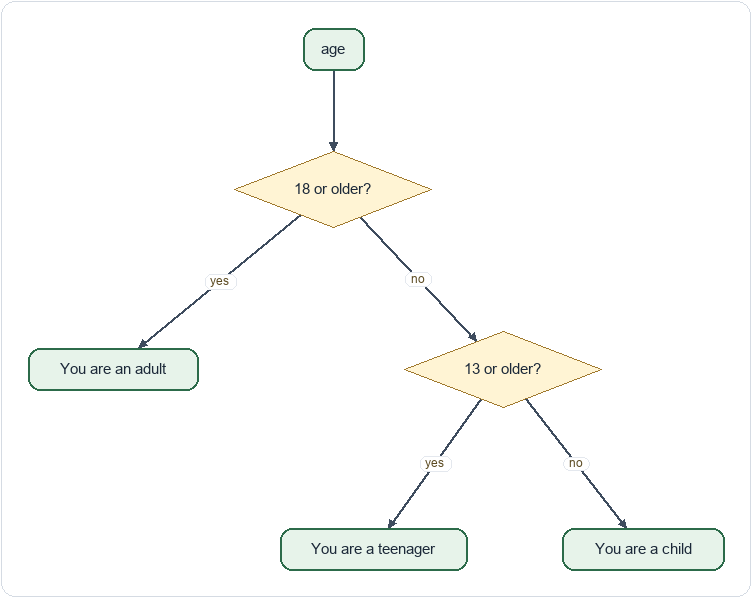 age
18 or older?
yes
no
You are an adult
13 or older?
yes
no
You are a teenager
You are a child